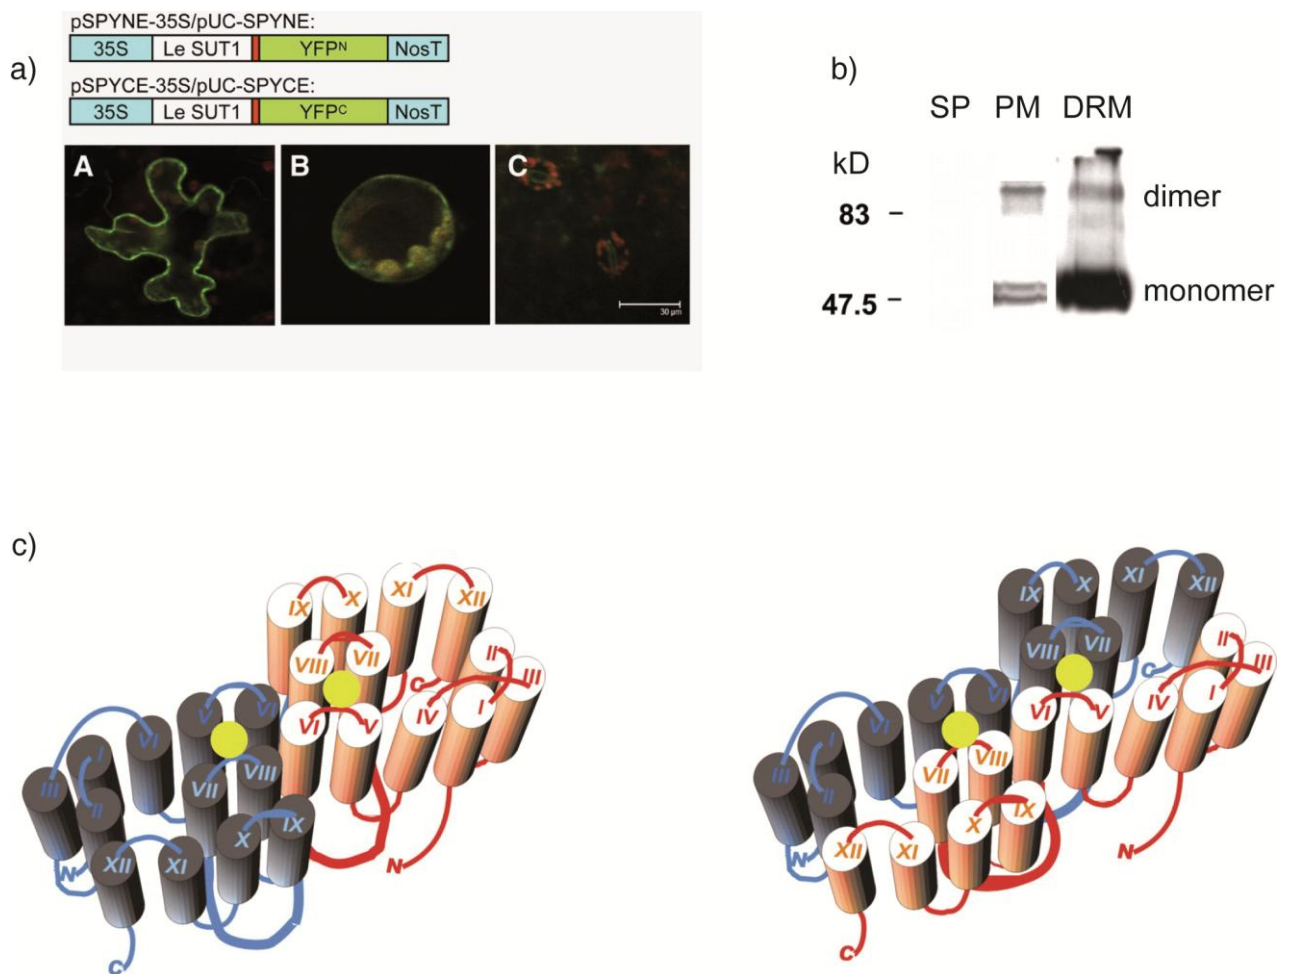 a)
pSPYNE-35S/pUC-SPYNE:
35S Le SUT1 YFPᴺ NosT
pSPYCE-35S/pUC-SPYCE:
35S Le SUT1 YFPᶜ NosT
A B C
30 µm
b)
SP PM DRM
kD
83 –
dimer
47.5 –
monomer
c)
IX X XI XII
VIII VII II III
VI V IV I
C
N
V VI
VI
III I II
VII VIII
X IX
XII XI
N
C
IX X XI XII
VIII VII II III
VI V IV I
C
N
V VI
VI
III I II
VII VIII
X IX
XII XI
N
C